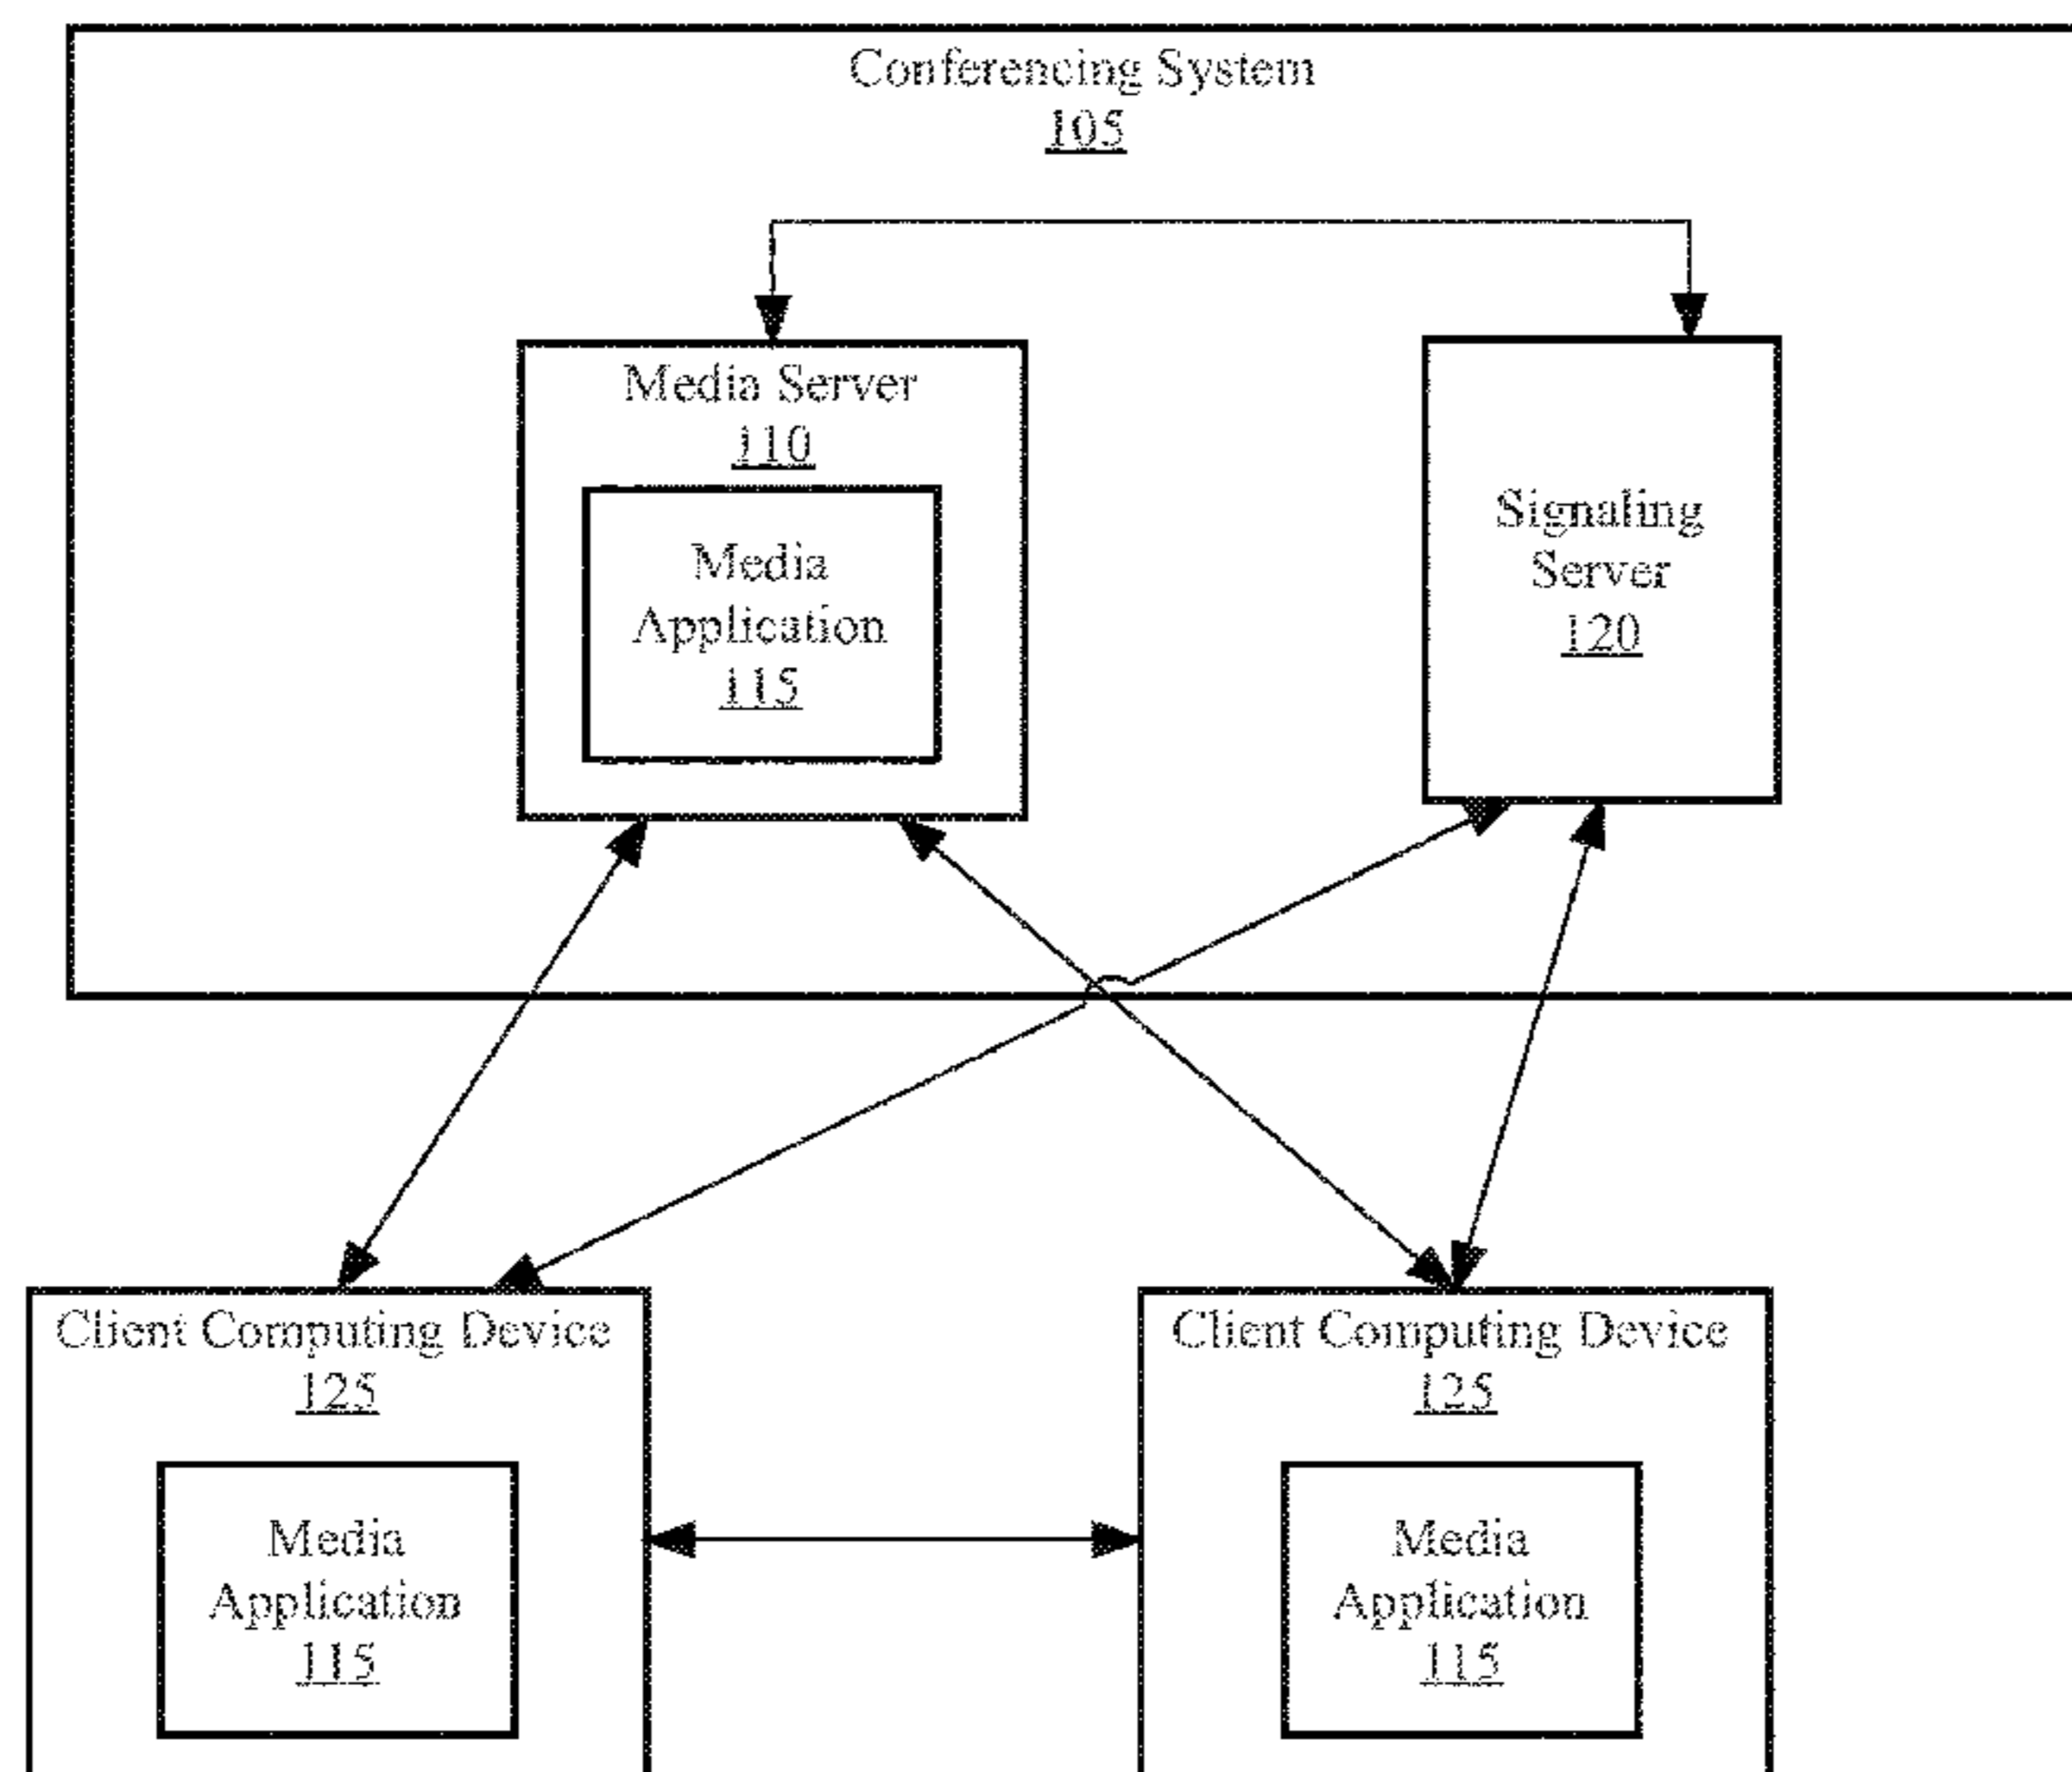 Conferencing System
105
Media Server
110
Media
Application
115
Signaling
Server
120
Client Computing Device
125
Media
Application
115
Client Computing Device
125
Media
Application
115